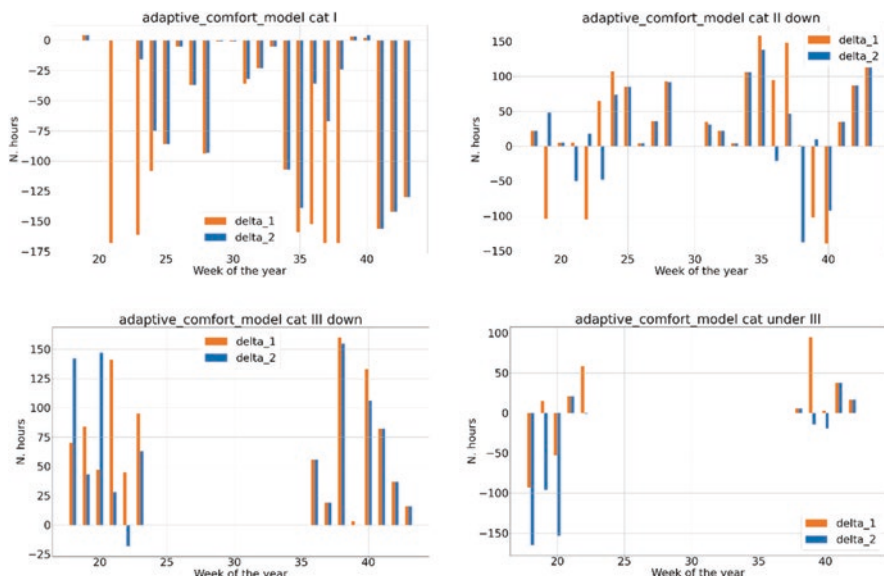 adaptive_comfort_model cat I
0
−25
−50
−75
−100
−125
−150
−175
N. hours
delta_1
delta_2
20
25
30
35
40
Week of the year
adaptive_comfort_model cat II down
150
100
50
0
−50
−100
−150
N. hours
delta_1
delta_2
20
25
30
35
40
Week of the year
adaptive_comfort_model cat III down
150
125
100
75
50
25
0
−25
N. hours
delta_1
delta_2
20
25
30
35
40
Week of the year
adaptive_comfort_model cat under III
100
50
0
−50
−100
−150
N. hours
delta_1
delta_2
20
25
30
35
40
Week of the year